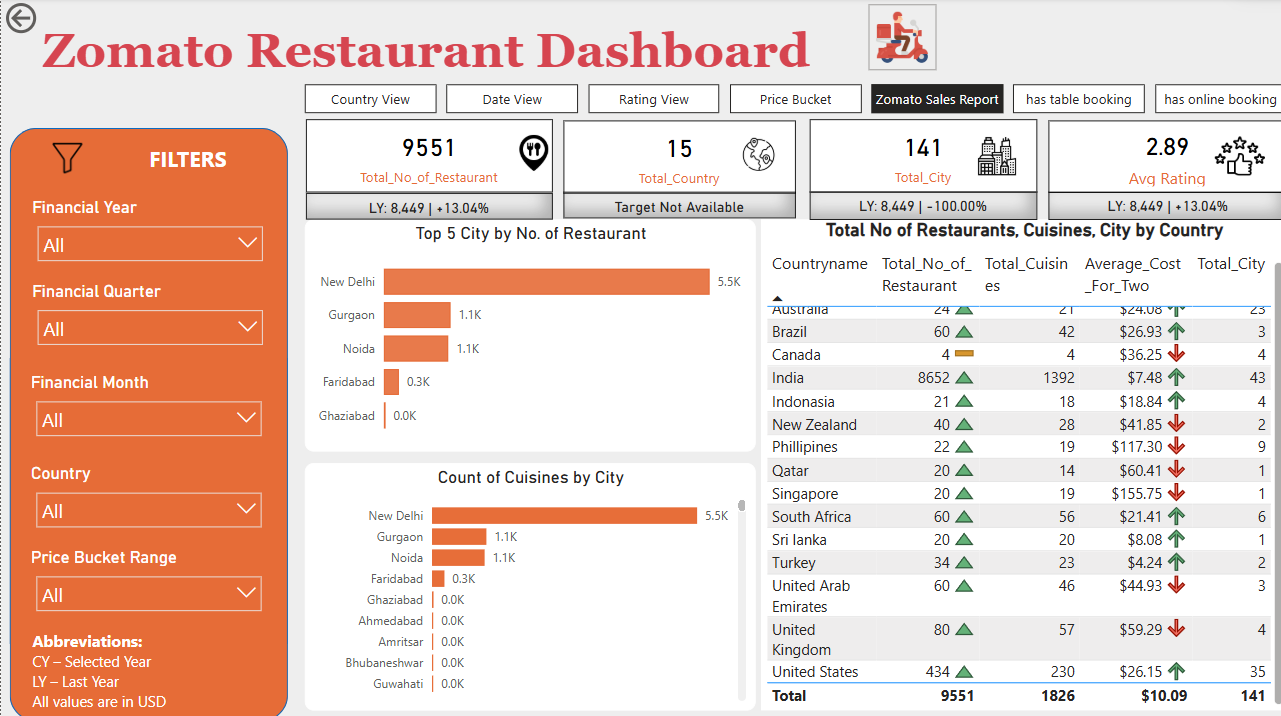 Zomato Restaurant Dashboard
Country View
Date View
Rating View
Price Bucket
Zomato Sales Report
has table booking
has online booking
FILTERS
Financial Year
All
Financial Quarter
All
Financial Month
All
Country
All
Price Bucket Range
All
Abbreviations:
CY – Selected Year
LY – Last Year
All values are in USD
9551
Total_No_of_Restaurant
LY: 8,449 | +13.04%
15
Total_Country
Target Not Available
141
Total_City
LY: 8,449 | -100.00%
2.89
Avg Rating
LY: 8,449 | +13.04%
Top 5 City by No. of Restaurant
New Delhi 5.5K
Gurgaon 1.1K
Noida 1.1K
Faridabad 0.3K
Ghaziabad 0.0K
Count of Cuisines by City
New Delhi 5.5K
Gurgaon 1.1K
Noida 1.1K
Faridabad 0.3K
Ghaziabad 0.0K
Ahmedabad 0.0K
Amritsar 0.0K
Bhubaneshwar 0.0K
Guwahati 0.0K
Total No of Restaurants, Cuisines, City by Country
Countryname Total_No_of_ Total_Cuisin Average_Cost Total_City
Restaurant es _For_Two
Australia 24 21 $24.08 23
Brazil 60 42 $26.93 3
Canada 4 4 $36.25 4
India 8652 1392 $7.48 43
Indonasia 21 18 $18.84 4
New Zealand 40 28 $41.85 2
Phillipines 22 19 $117.30 9
Qatar 20 14 $60.41 1
Singapore 20 19 $155.75 1
South Africa 60 56 $21.41 6
Sri lanka 20 20 $8.08 1
Turkey 34 23 $4.24 2
United Arab 60 46 $44.93 3
Emirates
United 80 57 $59.29 4
Kingdom
United States 434 230 $26.15 35
Total 9551 1826 $10.09 141